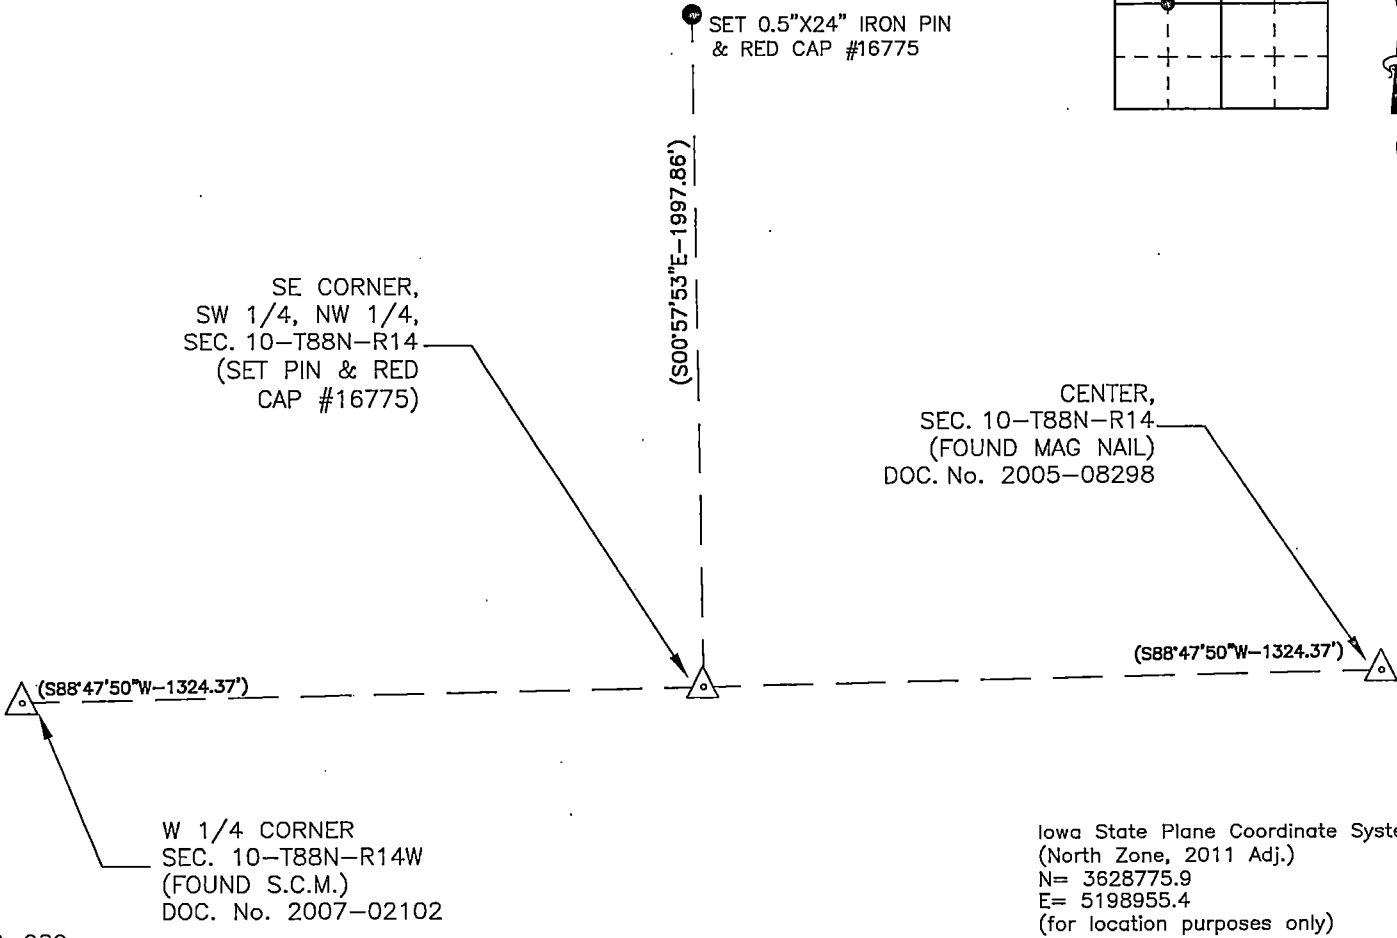 SET 0.5"X24" IRON PIN
& RED CAP #16775
(S00°57'53"E-1997.86')
SE CORNER,
SW 1/4, NW 1/4,
SEC. 10-T88N-R14
(SET PIN & RED
CAP #16775)
CENTER,
SEC. 10-T88N-R14
(FOUND MAG NAIL)
DOC. No. 2005-08298
(S88°47'50"W-1324.37')
(S88°47'50"W-1324.37')
W 1/4 CORNER
SEC. 10-T88N-R14W
(FOUND S.C.M.)
DOC. No. 2007-02102
Iowa State Plane Coordinate Syste
(North Zone, 2011 Adj.)
N= 3628775.9
E= 5198955.4
(for location purposes only)